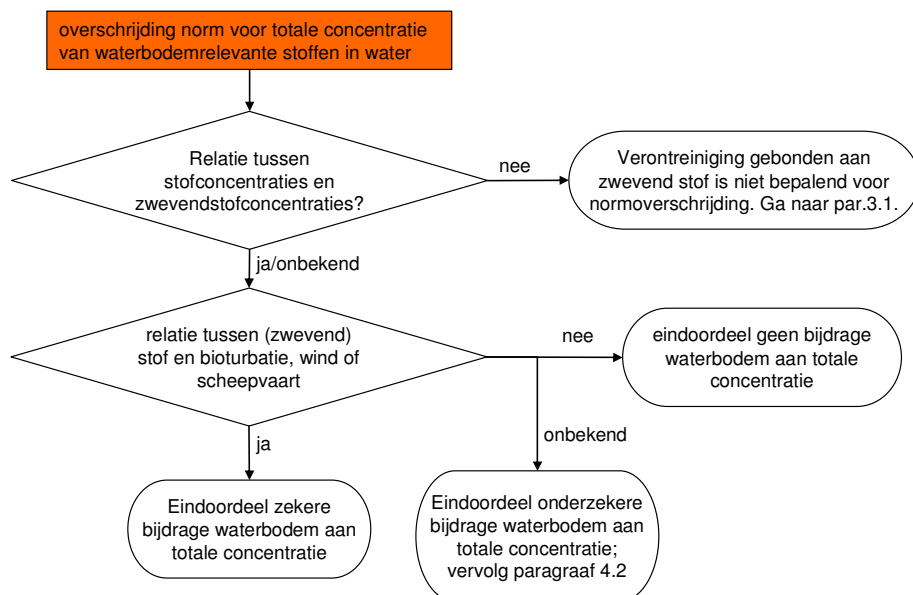 overschrijding norm voor totale concentratie
van waterbodemrelevante stoffen in water
Relatie tussen
stofconcentraties en
zwevendstofconcentraties?
nee
Verontreiniging gebonden aan
zwevend stof is niet bepalend voor
normoverschrijding. Ga naar par.3.1.
ja/onbekend
relatie tussen (zwevend)
stof en bioturbatie, wind of
scheepvaart
nee
eindoordeel geen bijdrage
waterbodem aan totale
concentratie
ja
onbekend
Eindoordeel zekere
bijdrage waterbodem aan
totale concentratie
Eindoordeel onderzekere
bijdrage waterbodem aan
totale concentratie;
vervolg paragraaf 4.2